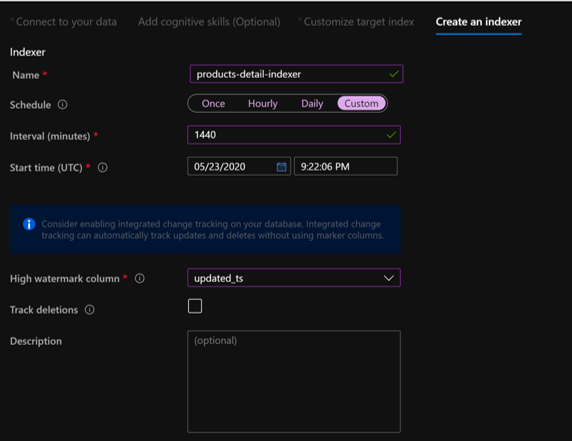 * Connect to your data Add cognitive skills (Optional) * Customize target index Create an indexer
Indexer
Name * products-detail-indexer
Schedule Once Hourly Daily Custom
Interval (minutes) * 1440
Start time (UTC) * 05/23/2020 9:22:06 PM
Consider enabling integrated change tracking on your database. Integrated change
tracking can automatically track updates and deletes without using marker columns.
High watermark column * updated_ts
Track deletions
Description (optional)